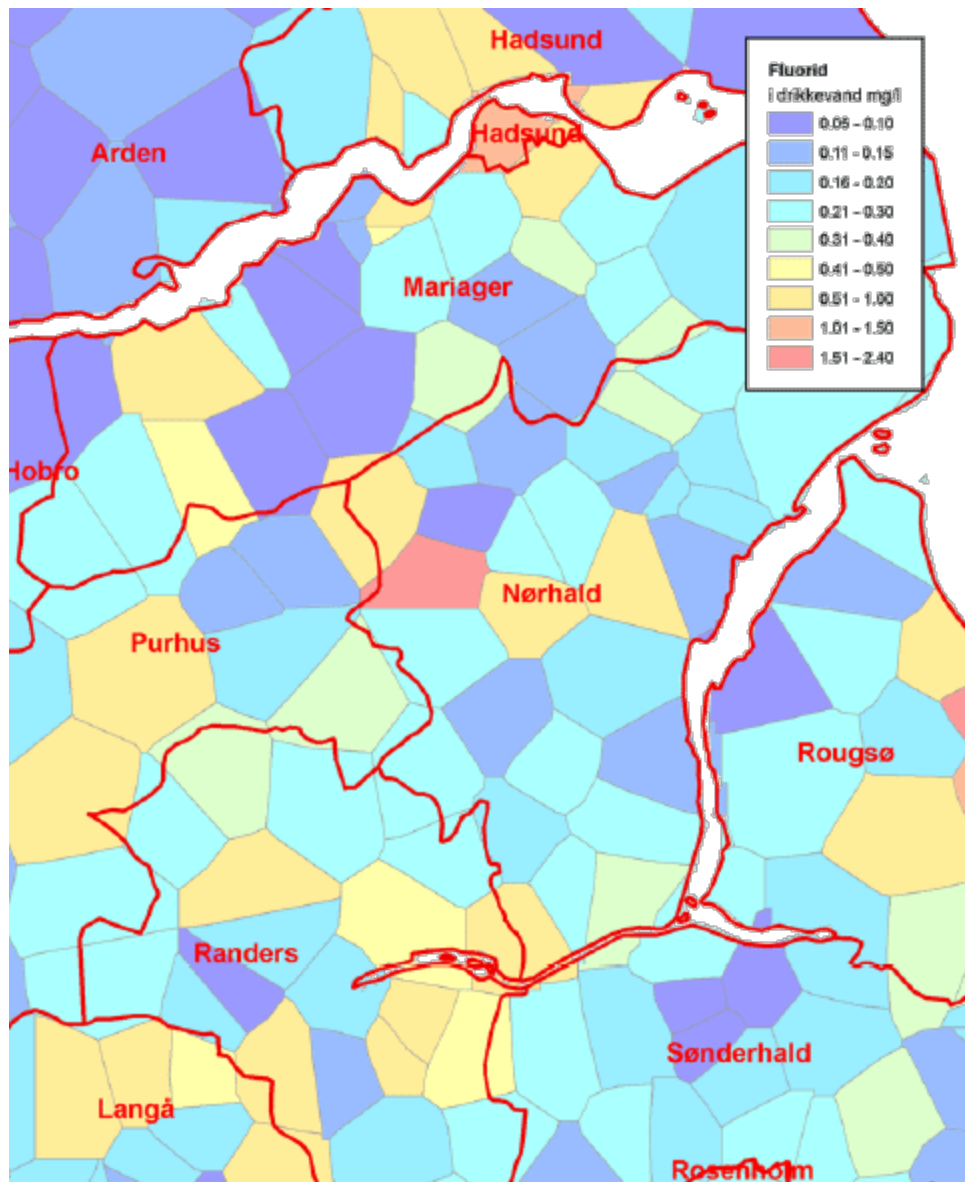 Hadsund
Fluorid
i drikkevand mg/l
0.05 - 0.10
0.11 - 0.15
0.16 - 0.20
0.21 - 0.30
0.31 - 0.40
0.41 - 0.50
0.51 - 1.00
1.01 - 1.50
1.51 - 2.40
Hadsund
Arden
Mariager
Hobro
Nørhald
Purhus
Rougsø
Randers
Sønderhald
Langå
Rosenholm